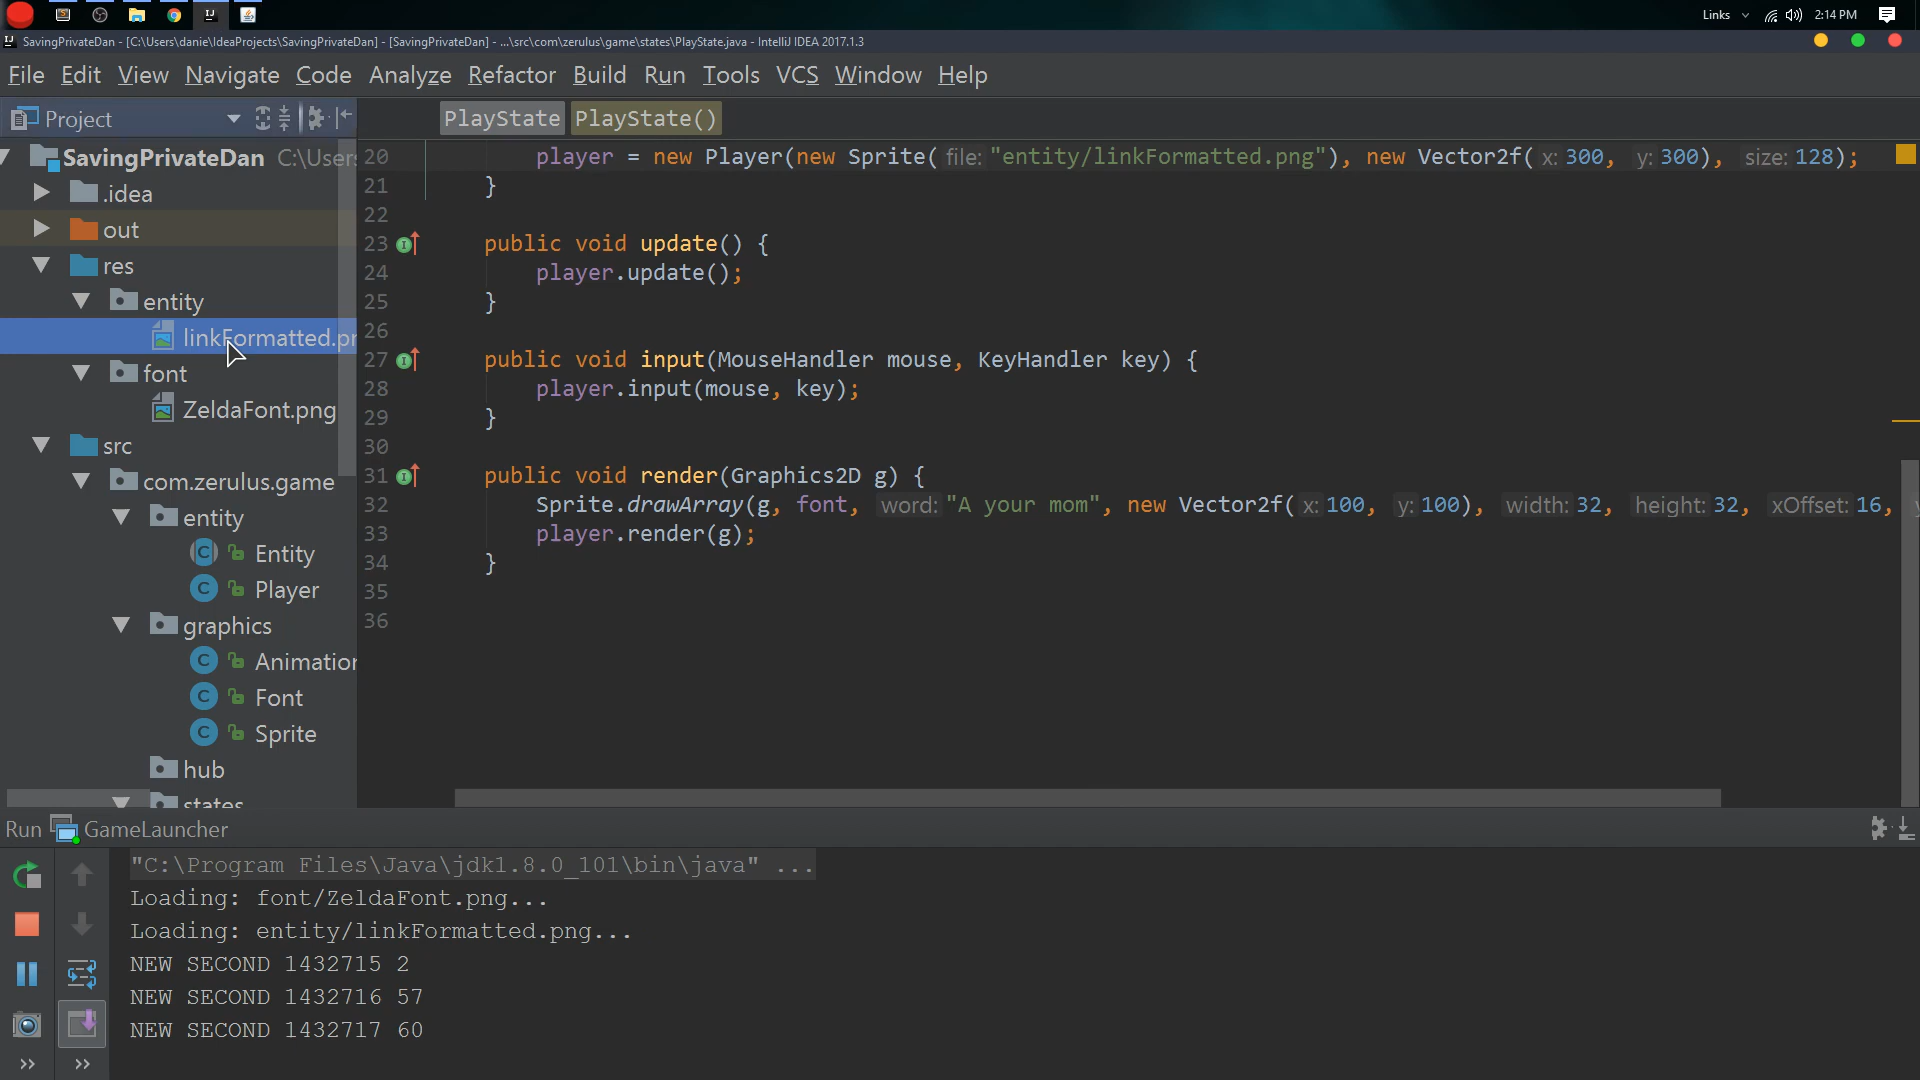 Links 2:14 PM
SavingPrivateDan - [C:\Users\danie\IdeaProjects\SavingPrivateDan] - [SavingPrivateDan] - ...\src\com\zerulus\game\states\PlayState.java - IntelliJ IDEA 2017.1.3
File Edit View Navigate Code Analyze Refactor Build Run Tools VCS Window Help
Project
PlayState PlayState()
SavingPrivateDan C:\Users
.idea
out
res
entity
linkFormatted.pn
font
ZeldaFont.png
src
com.zerulus.game
entity
Entity
Player
graphics
Animation
Font
Sprite
hub
states
20 player = new Player(new Sprite( file: "entity/linkFormatted.png"), new Vector2f( x: 300, y: 300), size: 128);
21 }
22
23 public void update() {
24 player.update();
25 }
26
27 public void input(MouseHandler mouse, KeyHandler key) {
28 player.input(mouse, key);
29 }
30
31 public void render(Graphics2D g) {
32 Sprite.drawArray(g, font, word: "A your mom", new Vector2f( x: 100, y: 100), width: 32, height: 32, xOffset: 16, y
33 player.render(g);
34 }
35
36
Run GameLauncher
"C:\Program Files\Java\jdk1.8.0_101\bin\java" ...
Loading: font/ZeldaFont.png...
Loading: entity/linkFormatted.png...
NEW SECOND 1432715 2
NEW SECOND 1432716 57
NEW SECOND 1432717 60